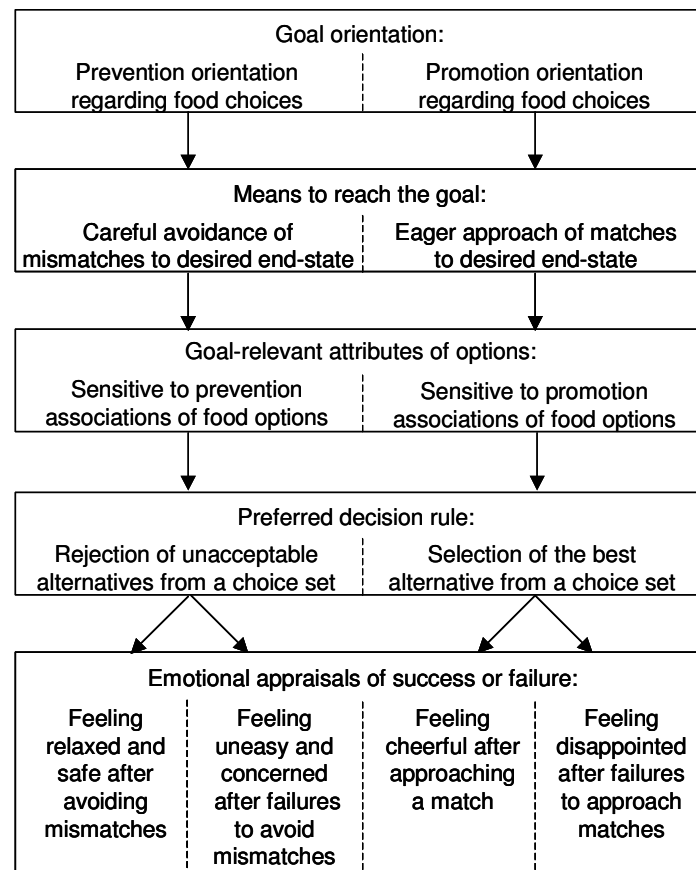 Goal orientation:
Prevention orientation
regarding food choices
Promotion orientation
regarding food choices
Means to reach the goal:
Careful avoidance of
mismatches to desired end-state
Eager approach of matches
to desired end-state
Goal-relevant attributes of options:
Sensitive to prevention
associations of food options
Sensitive to promotion
associations of food options
Preferred decision rule:
Rejection of unacceptable
alternatives from a choice set
Selection of the best
alternative from a choice set
Emotional appraisals of success or failure:
Feeling
relaxed and
safe after
avoiding
mismatches
Feeling
uneasy and
concerned
after failures
to avoid
mismatches
Feeling
cheerful after
approaching
a match
Feeling
disappointed
after failures
to approach
matches